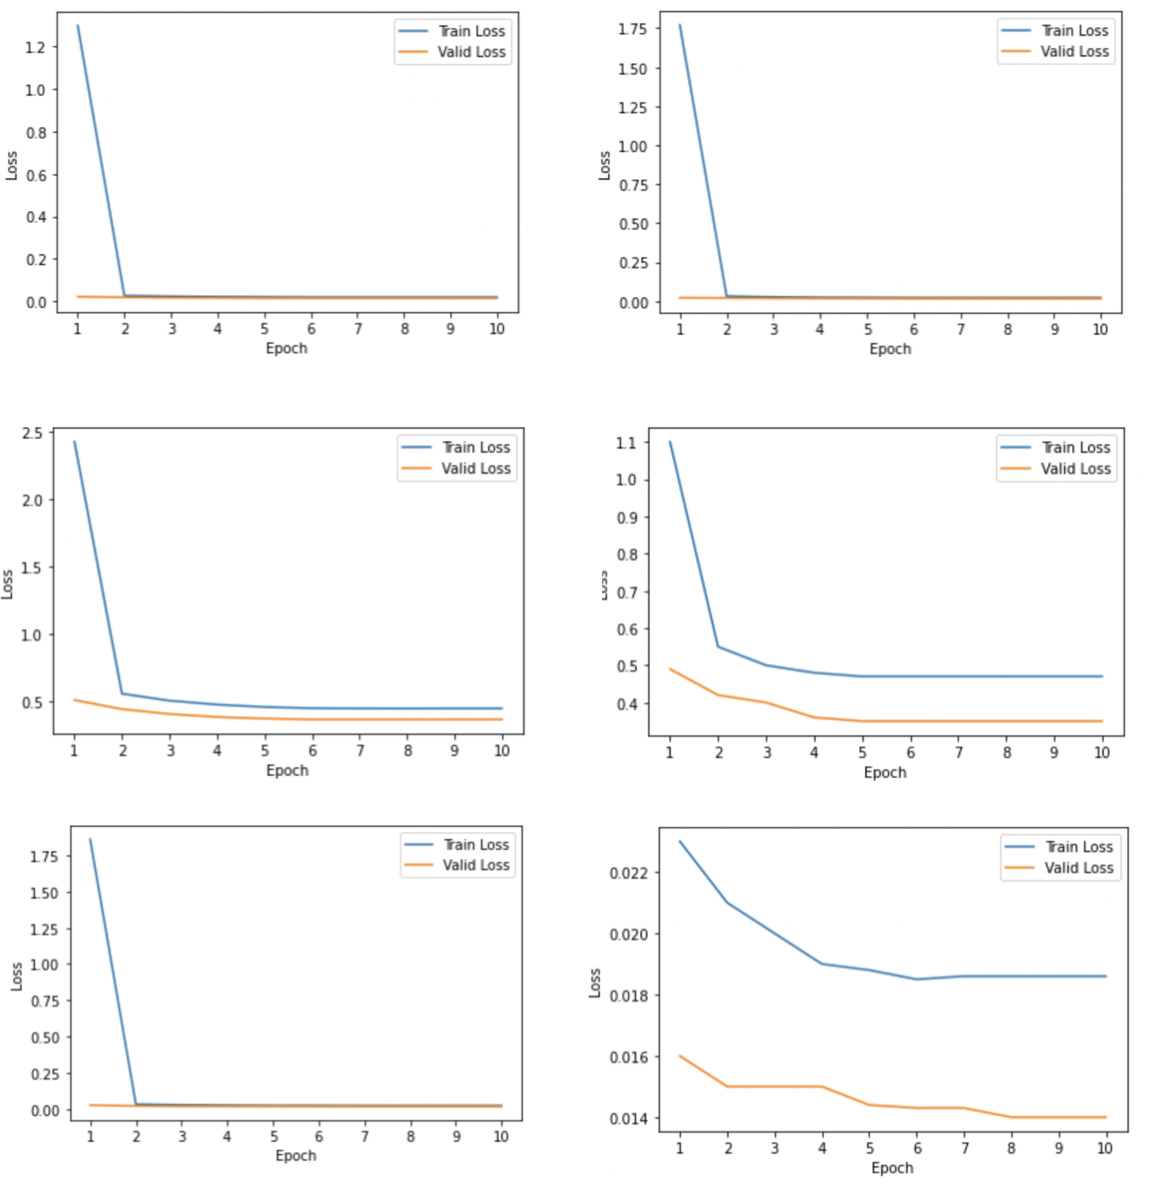 Train Loss
Valid Loss
1.2
1.0
0.8
0.6
0.4
0.2
0.0
Loss
1 2 3 4 5 6 7 8 9 10
Epoch
Train Loss
Valid Loss
1.75
1.50
1.25
1.00
0.75
0.50
0.25
0.00
Loss
1 2 3 4 5 6 7 8 9 10
Epoch
Train Loss
Valid Loss
2.5
2.0
1.5
1.0
0.5
Loss
1 2 3 4 5 6 7 8 9 10
Epoch
Train Loss
Valid Loss
1.1
1.0
0.9
0.8
0.7
0.6
0.5
0.4
Loss
1 2 3 4 5 6 7 8 9 10
Epoch
Train Loss
Valid Loss
1.75
1.50
1.25
1.00
0.75
0.50
0.25
0.00
Loss
1 2 3 4 5 6 7 8 9 10
Epoch
Train Loss
Valid Loss
0.022
0.020
0.018
0.016
0.014
Loss
1 2 3 4 5 6 7 8 9 10
Epoch